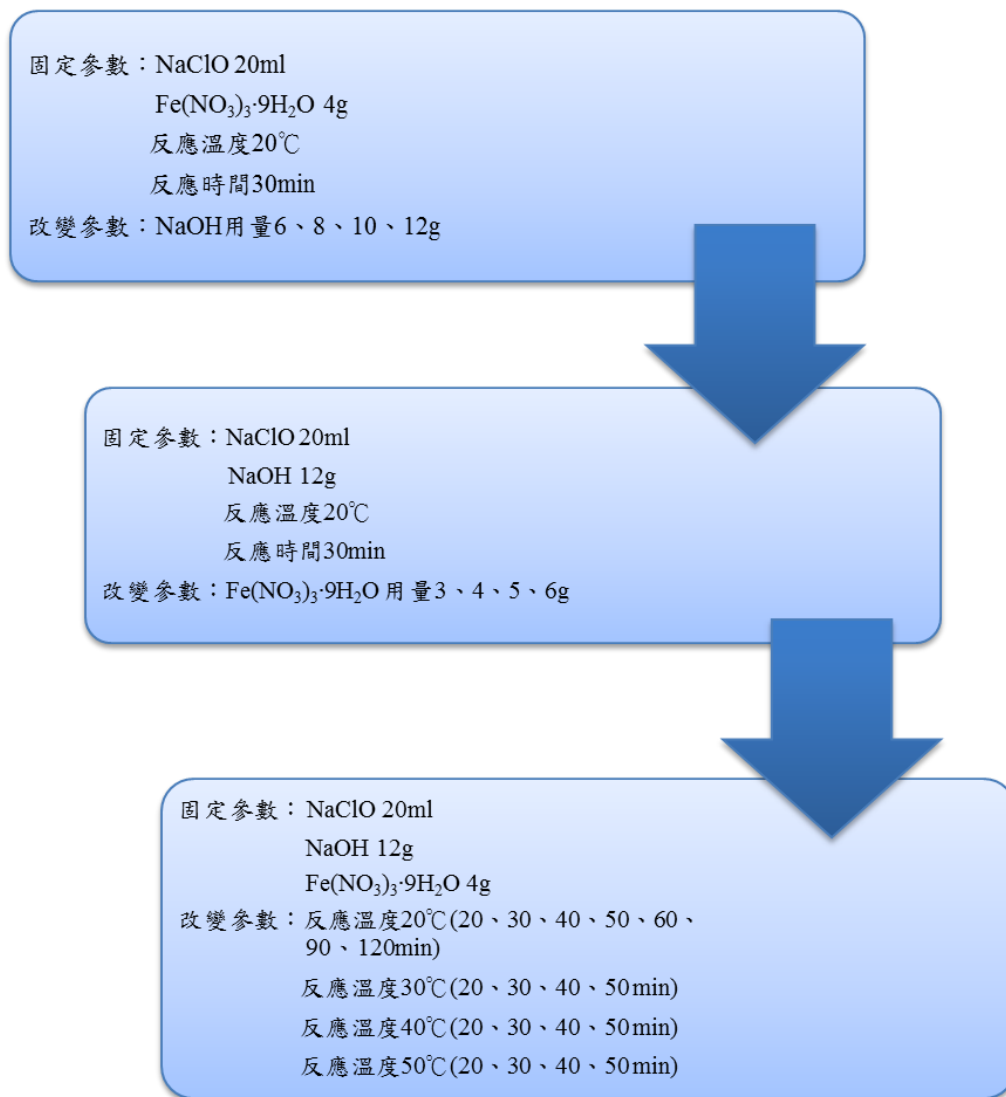 固定參數：NaClO 20ml
Fe(NO₃)₃·9H₂O 4g
反應溫度20℃
反應時間30min
改變參數：NaOH用量6、8、10、12g
固定參數：NaClO 20ml
NaOH 12g
反應溫度20℃
反應時間30min
改變參數：Fe(NO₃)₃·9H₂O 用量3、4、5、6g
固定參數： NaClO 20ml
NaOH 12g
Fe(NO₃)₃·9H₂O 4g
改變參數：反應溫度20℃(20、30、40、50、60、
90、120min)
反應溫度30℃(20、30、40、50min)
反應溫度40℃(20、30、40、50min)
反應溫度50℃(20、30、40、50min)